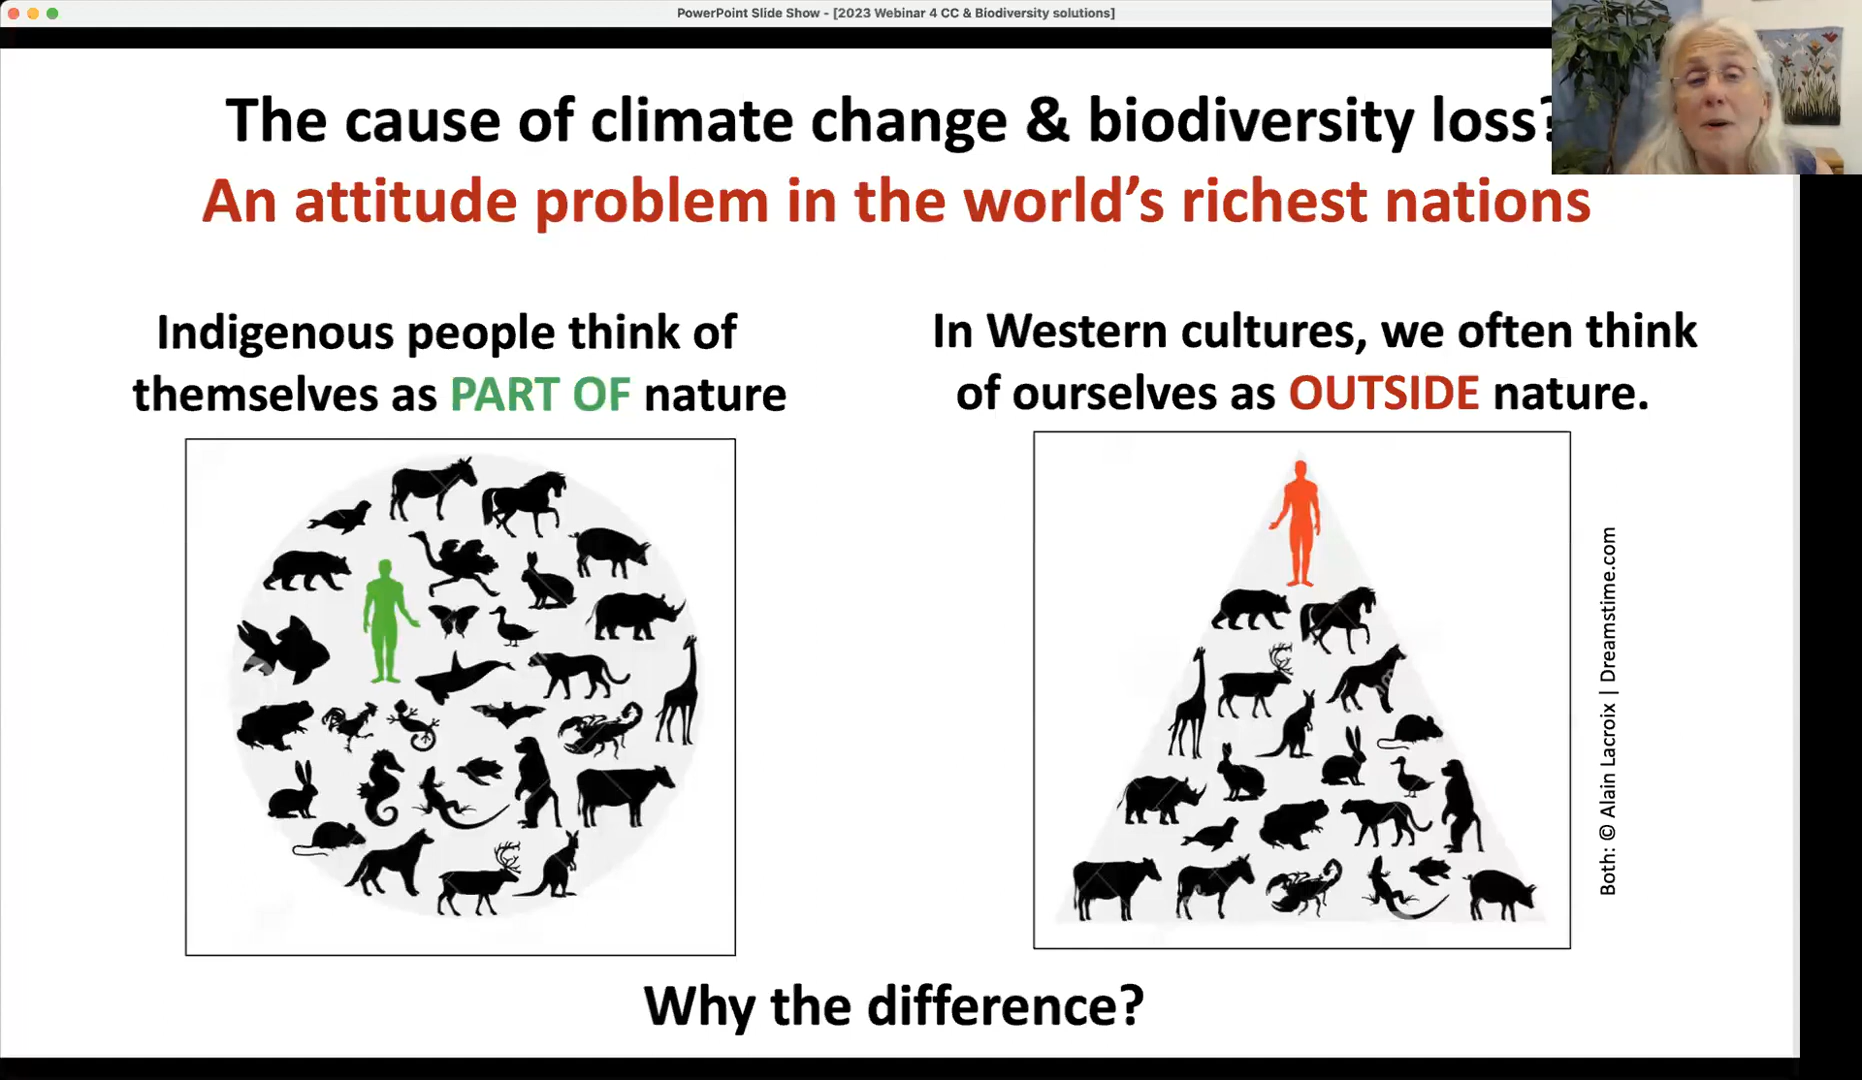 PowerPoint Slide Show - [2023 Webinar 4 CC & Biodiversity solutions]
The cause of climate change & biodiversity loss?
An attitude problem in the world's richest nations
Indigenous people think of
themselves as PART OF nature
In Western cultures, we often think
of ourselves as OUTSIDE nature.
Both: © Alain Lacroix | Dreamstime.com
Why the difference?